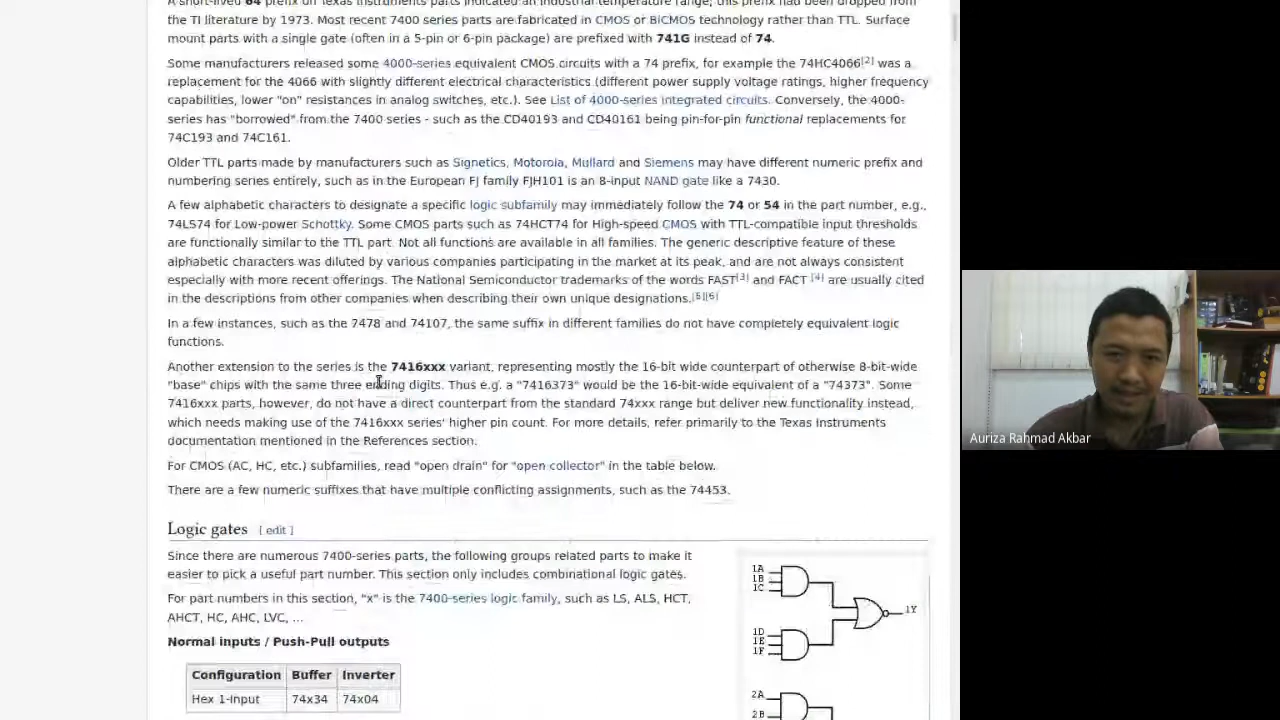 A short-lived 64 prefix on Texas Instruments parts indicated an industrial temperature range; this prefix had been dropped from
the TI literature by 1973. Most recent 7400 series parts are fabricated in CMOS or BiCMOS technology rather than TTL. Surface
mount parts with a single gate (often in a 5-pin or 6-pin package) are prefixed with 741G instead of 74.
Some manufacturers released some 4000-series equivalent CMOS circuits with a 74 prefix, for example the 74HC4066[2] was a
replacement for the 4066 with slightly different electrical characteristics (different power supply voltage ratings, higher frequency
capabilities, lower "on" resistances in analog switches, etc.). See List of 4000-series integrated circuits. Conversely, the 4000-
series has "borrowed" from the 7400 series - such as the CD40193 and CD40161 being pin-for-pin functional replacements for
74C193 and 74C161.
Older TTL parts made by manufacturers such as Signetics, Motorola, Mullard and Siemens may have different numeric prefix and
numbering series entirely, such as in the European FJ family FJH101 is an 8-input NAND gate like a 7430.
A few alphabetic characters to designate a specific logic subfamily may immediately follow the 74 or 54 in the part number, e.g.,
74LS74 for Low-power Schottky. Some CMOS parts such as 74HCT74 for High-speed CMOS with TTL-compatible input thresholds
are functionally similar to the TTL part. Not all functions are available in all families. The generic descriptive feature of these
alphabetic characters was diluted by various companies participating in the market at its peak, and are not always consistent
especially with more recent offerings. The National Semiconductor trademarks of the words FAST[3] and FACT [4] are usually cited
in the descriptions from other companies when describing their own unique designations.[5][6]
In a few instances, such as the 7478 and 74107, the same suffix in different families do not have completely equivalent logic
functions.
Another extension to the series is the 7416xxx variant, representing mostly the 16-bit wide counterpart of otherwise 8-bit-wide
"base" chips with the same three ending digits. Thus e.g. a "7416373" would be the 16-bit-wide equivalent of a "74373". Some
7416xxx parts, however, do not have a direct counterpart from the standard 74xxx range but deliver new functionality instead,
which needs making use of the 7416xxx series' higher pin count. For more details, refer primarily to the Texas Instruments
documentation mentioned in the References section.
For CMOS (AC, HC, etc.) subfamilies, read "open drain" for "open collector" in the table below.
There are a few numeric suffixes that have multiple conflicting assignments, such as the 74453.
Logic gates [ edit ]
Since there are numerous 7400-series parts, the following groups related parts to make it
easier to pick a useful part number. This section only includes combinational logic gates.
For part numbers in this section, "x" is the 7400-series logic family, such as LS, ALS, HCT,
AHCT, HC, AHC, LVC, ...
Normal inputs / Push-Pull outputs
Configuration Buffer Inverter
Hex 1-input 74x34 74x04
1A
1B
1C
1Y
1D
1E
1F
2A
2B
Auriza Rahmad Akbar